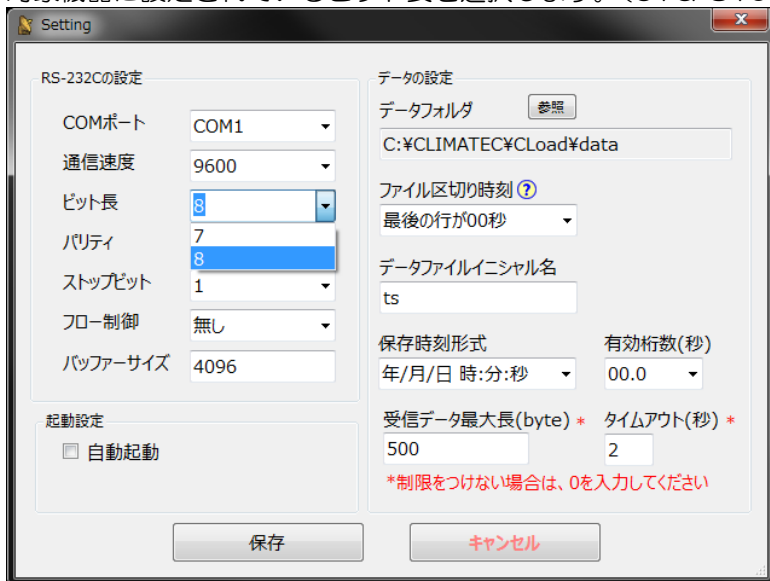 Setting
RS-232Cの設定
COMポート
COM1
通信速度
9600
ビット長
8
7
8
パリティ
ストップビット
1
フロー制御
無し
バッファーサイズ
4096
起動設定
自動起動
データの設定
データフォルダ
参照
C:¥CLIMATEC¥CLoad¥data
ファイル区切り時刻 ?
最後の行が00秒
データファイルイニシャル名
ts
保存時刻形式
有効桁数(秒)
年/月/日 時:分:秒
00.0
受信データ最大長(byte) *
タイムアウト(秒) *
500
2
*制限をつけない場合は、0を入力してください
保存
キャンセル